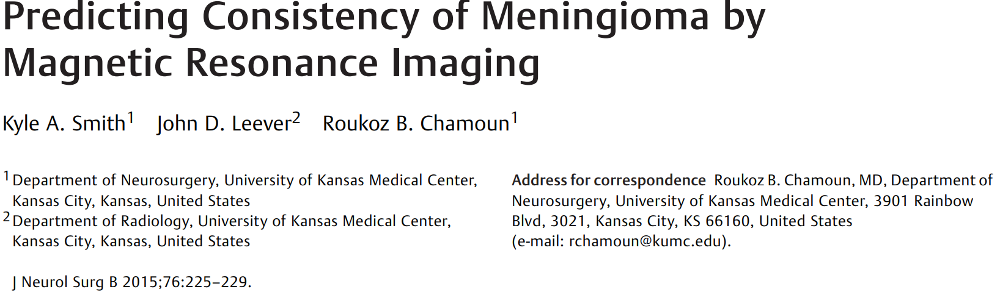 Predicting Consistency of Meningioma by
Magnetic Resonance Imaging
Kyle A. Smith1 John D. Leever2 Roukoz B. Chamoun1
1 Department of Neurosurgery, University of Kansas Medical Center,
Kansas City, Kansas, United States
2 Department of Radiology, University of Kansas Medical Center,
Kansas City, Kansas, United States
Address for correspondence Roukoz B. Chamoun, MD, Department of
Neurosurgery, University of Kansas Medical Center, 3901 Rainbow
Blvd, 3021, Kansas City, KS 66160, United States
(e-mail: rchamoun@kumc.edu).
J Neurol Surg B 2015;76:225–229.